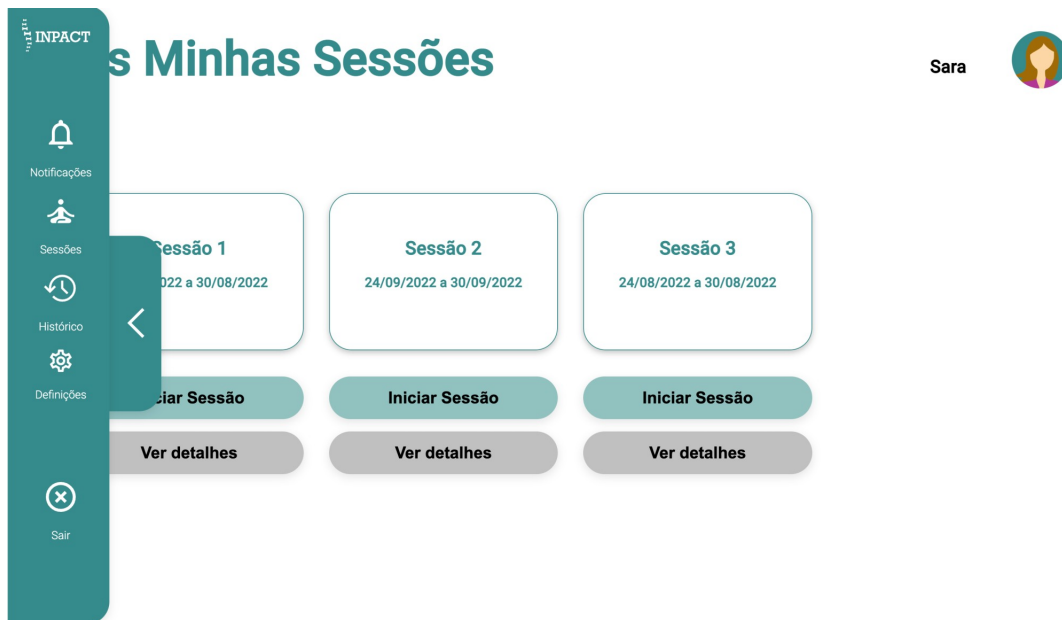 INPACT
s Minhas Sessões
Sara
Notificações
Sessões
Histórico
Definições
Sair
Sessão 1
022 a 30/08/2022
Iniciar Sessão
Ver detalhes
Sessão 2
24/09/2022 a 30/09/2022
Iniciar Sessão
Ver detalhes
Sessão 3
24/08/2022 a 30/08/2022
Iniciar Sessão
Ver detalhes